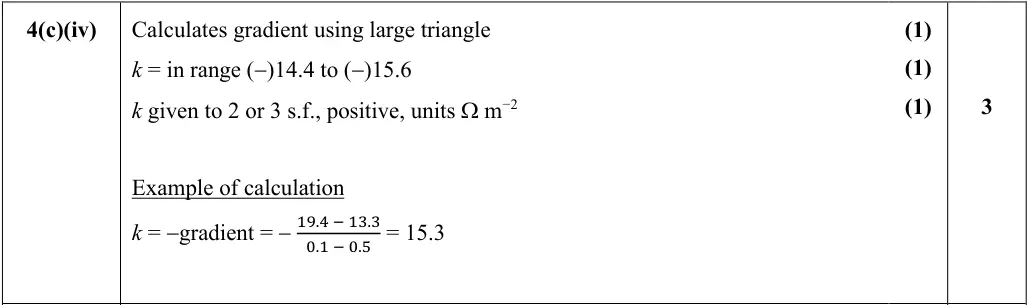 4(c)(iv) Calculates gradient using large triangle (1)
k = in range (−)14.4 to (−)15.6 (1)
k given to 2 or 3 s.f., positive, units Ω m⁻² (1) 3
Example of calculation
k = −gradient = − (19.4 − 13.3)/(0.1 − 0.5) = 15.3